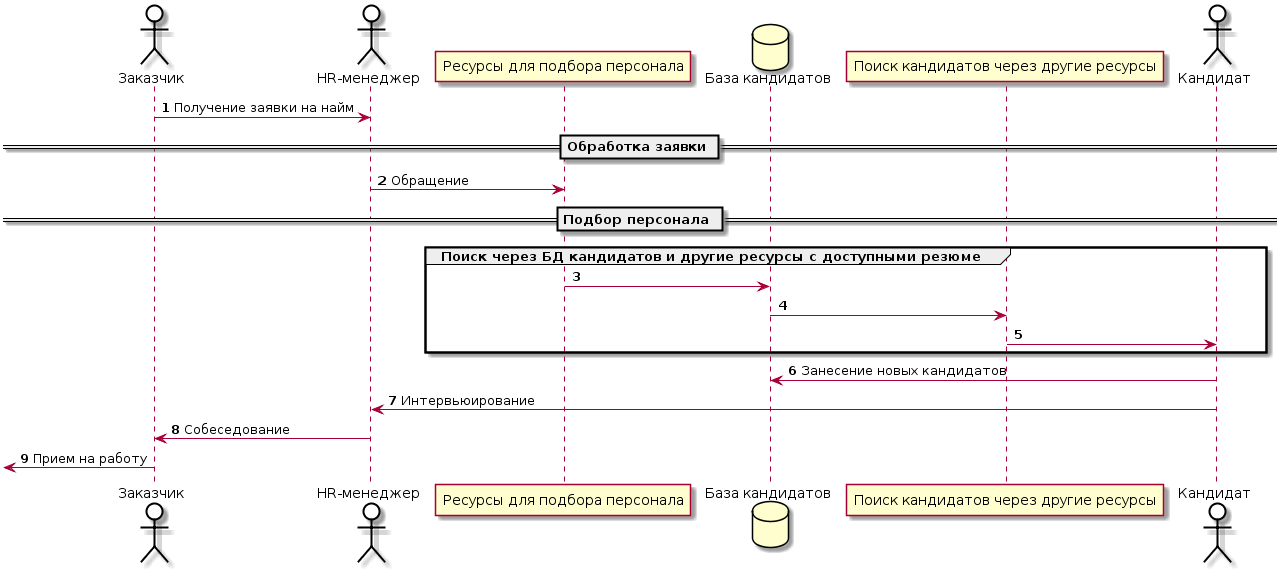 Заказчик
HR-менеджер
Ресурсы для подбора персонала
База кандидатов
Поиск кандидатов через другие ресурсы
Кандидат
1 Получение заявки на найм
Обработка заявки
2 Обращение
Подбор персонала
Поиск через БД кандидатов и другие ресурсы с доступными резюме
3
4
5
6 Занесение новых кандидатов
7 Интервьюирование
8 Собеседование
9 Прием на работу
Заказчик
HR-менеджер
Ресурсы для подбора персонала
База кандидатов
Поиск кандидатов через другие ресурсы
Кандидат